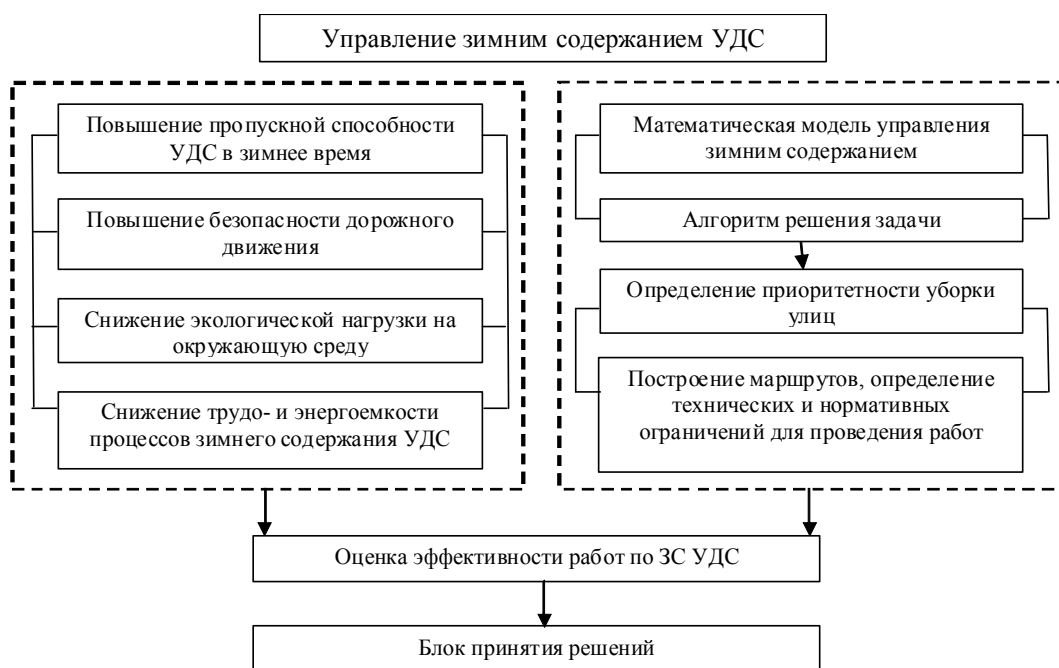 Управление зимним содержанием УДС
Повышение пропускной способности
УДС в зимнее время
Повышение безопасности дорожного
движения
Снижение экологической нагрузки на
окружающую среду
Снижение трудо- и энергоемкости
процессов зимнего содержания УДС
Математическая модель управления
зимним содержанием
Алгоритм решения задачи
Определение приоритетности уборки
улиц
Построение маршрутов, определение
технических и нормативных
ограничений для проведения работ
Оценка эффективности работ по ЗС УДС
Блок принятия решений